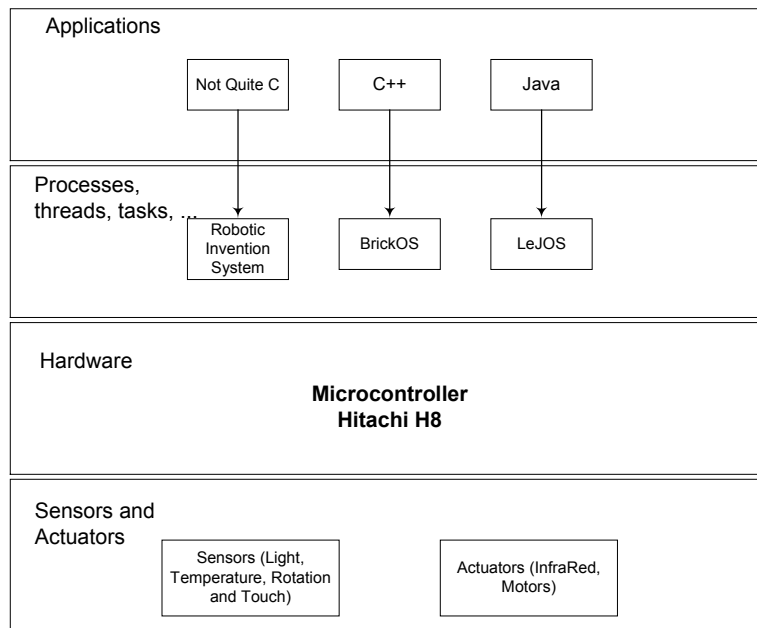 Applications
Not Quite C
C++
Java
Processes,
threads, tasks, ...
Robotic
Invention
System
BrickOS
LeJOS
Hardware
Microcontroller
Hitachi H8
Sensors and
Actuators
Sensors (Light,
Temperature, Rotation
and Touch)
Actuators (InfraRed,
Motors)